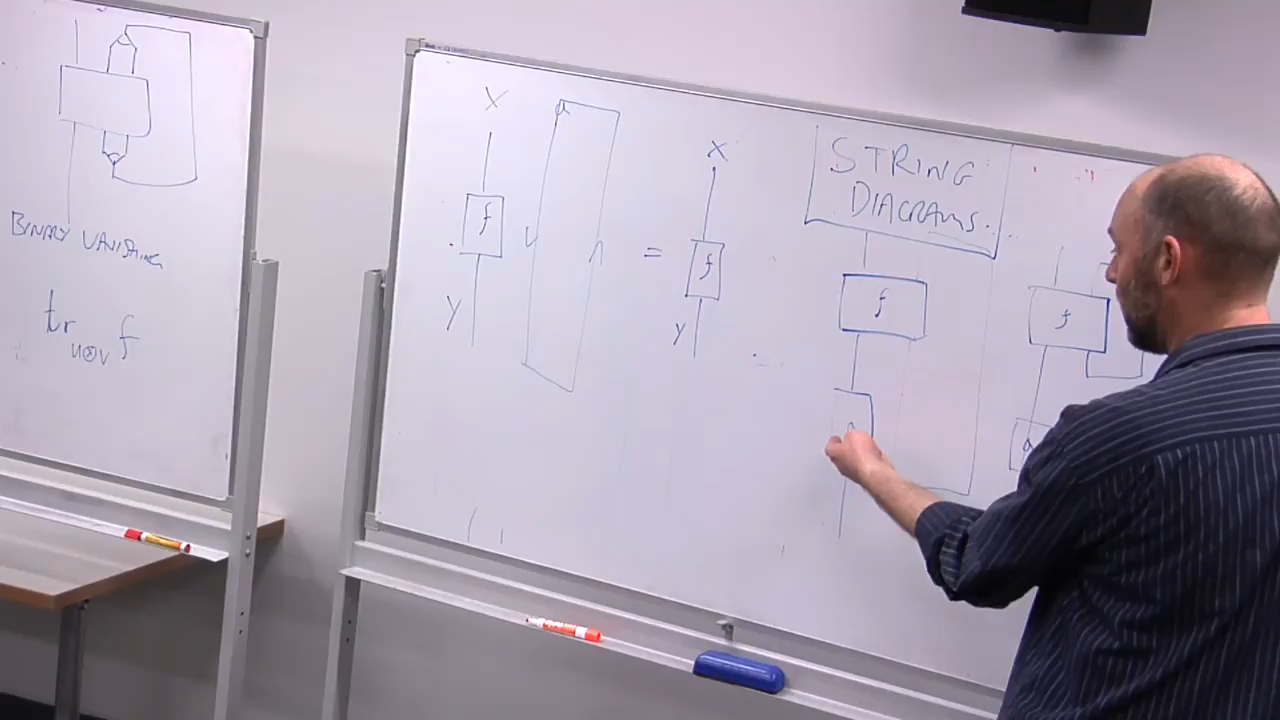 BINARY VANISHING
tr u⊗v f
X
f
Y
=
X
f
Y
STRING
DIAGRAMS...
f
f
a